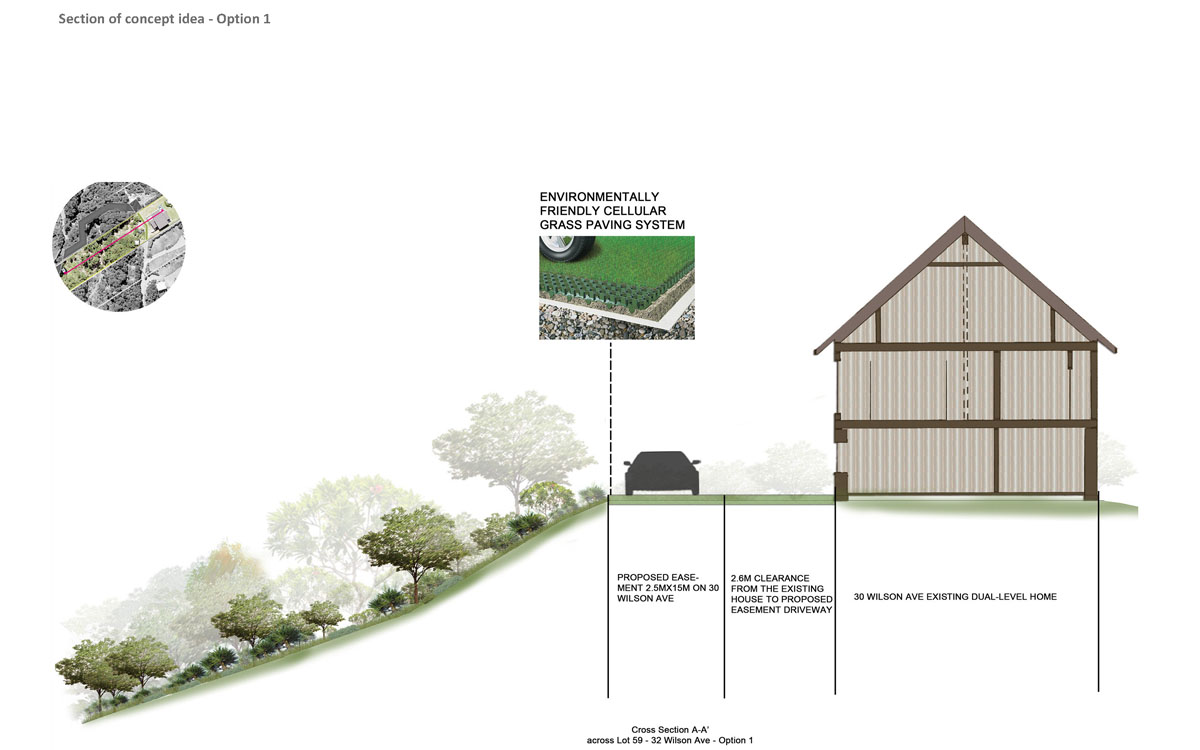 Section of concept idea - Option 1
ENVIRONMENTALLY
FRIENDLY CELLULAR
GRASS PAVING SYSTEM
PROPOSED EASE-
MENT 2.5MX15M ON 30
WILSON AVE
2.6M CLEARANCE
FROM THE EXISTING
HOUSE TO PROPOSED
EASEMENT DRIVEWAY
30 WILSON AVE EXISTING DUAL-LEVEL HOME
Cross Section A-A'
across Lot 59 - 32 Wilson Ave - Option 1